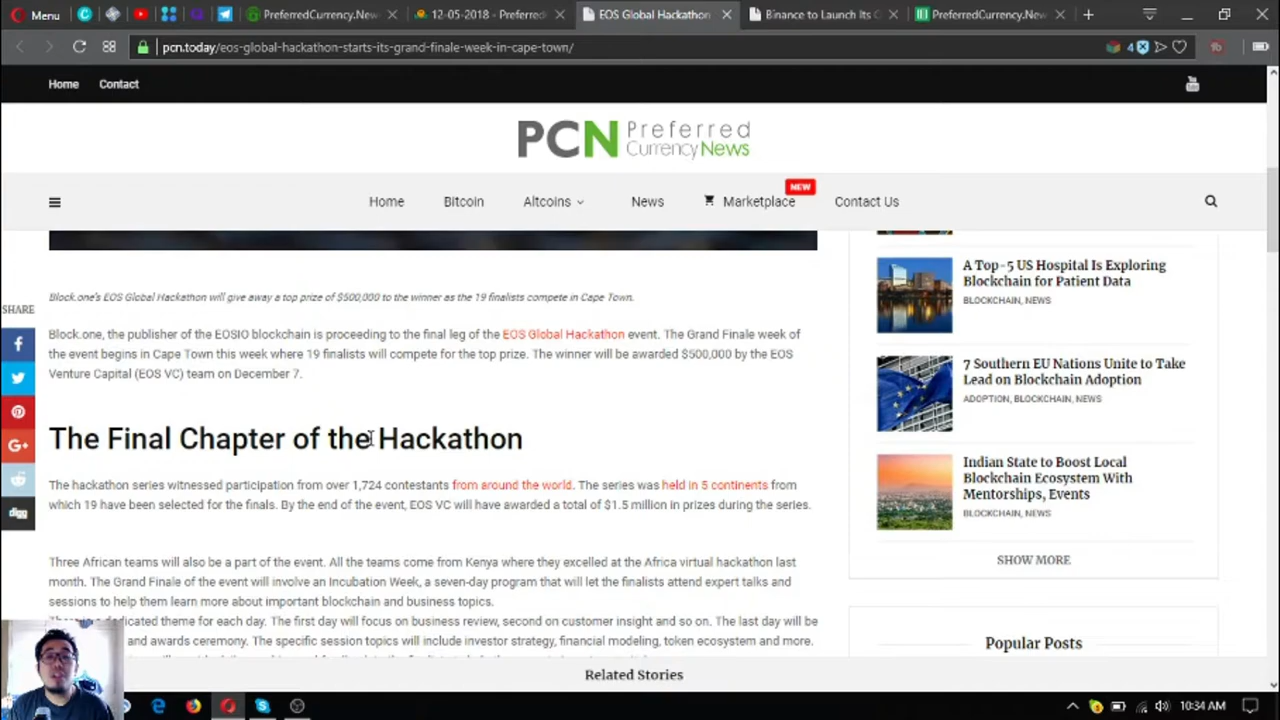 Menu
PreferredCurrency.New
12-05-2018 - Preferred
EOS Global Hackathon
Binance to Launch Its C
PreferredCurrency.New
pcn.today/eos-global-hackathon-starts-its-grand-finale-week-in-cape-town/
4
Home
Contact
PCN Preferred
CurrencyNews
NEW
Home
Bitcoin
Altcoins
News
Marketplace
Contact Us
SHARE
digg
Block.one's EOS Global Hackathon will give away a top prize of $500,000 to the winner as the 19 finalists compete in Cape Town.
Block.one, the publisher of the EOSIO blockchain is proceeding to the final leg of the EOS Global Hackathon event. The Grand Finale week of
the event begins in Cape Town this week where 19 finalists will compete for the top prize. The winner will be awarded $500,000 by the EOS
Venture Capital (EOS VC) team on December 7.
The Final Chapter of the Hackathon
The hackathon series witnessed participation from over 1,724 contestants from around the world. The series was held in 5 continents from
which 19 have been selected for the finals. By the end of the event, EOS VC will have awarded a total of $1.5 million in prizes during the series.
Three African teams will also be a part of the event. All the teams come from Kenya where they excelled at the Africa virtual hackathon last
month. The Grand Finale of the event will involve an Incubation Week, a seven-day program that will let the finalists attend expert talks and
sessions to help them learn more about important blockchain and business topics.
dedicated theme for each day. The first day will focus on business review, second on customer insight and so on. The last day will be
and awards ceremony. The specific session topics will include investor strategy, financial modeling, token ecosystem and more.
A Top-5 US Hospital Is Exploring
Blockchain for Patient Data
BLOCKCHAIN, NEWS
7 Southern EU Nations Unite to Take
Lead on Blockchain Adoption
ADOPTION, BLOCKCHAIN, NEWS
Indian State to Boost Local
Blockchain Ecosystem With
Mentorships, Events
BLOCKCHAIN, NEWS
SHOW MORE
Popular Posts
Related Stories
10:34 AM